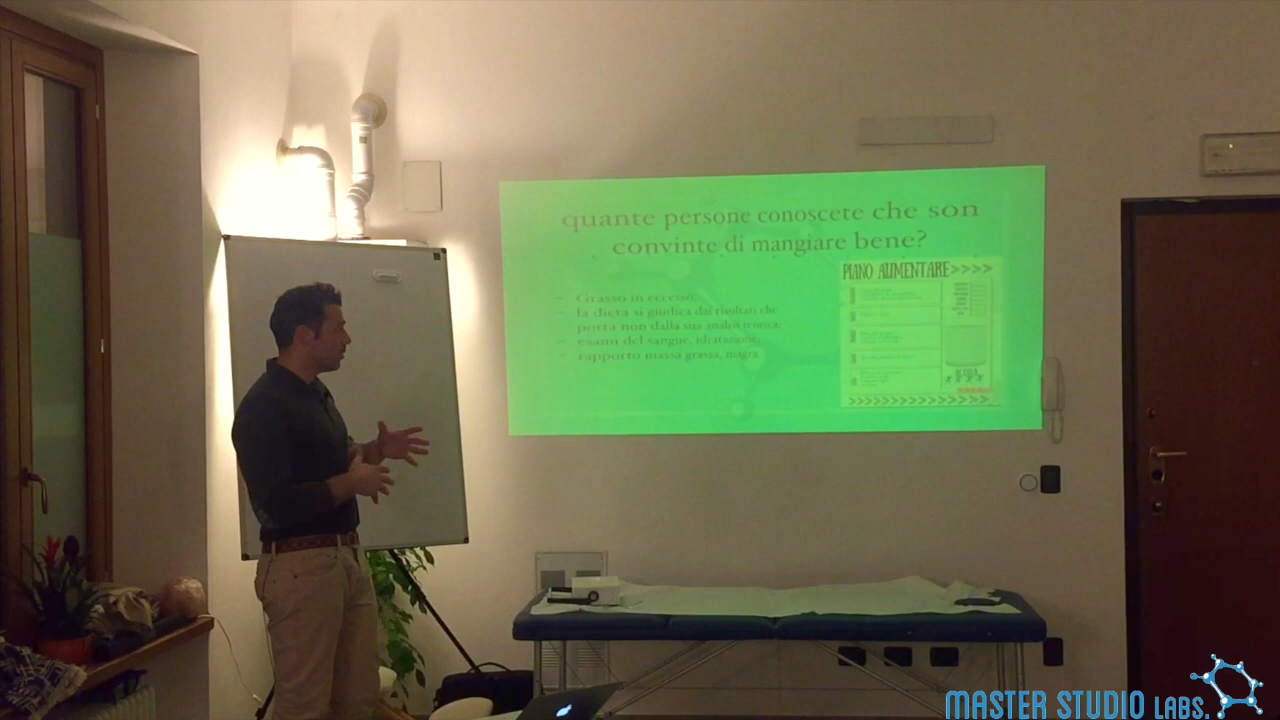 quante persone conoscete che son
convinte di mangiare bene?
- Grasso in eccesso,
- la dieta si giudica dai risultati che
porta non dalla sua analisi teorica,
- esami del sangue, idratazione,
- rapporto massa grassa, magra
PIANO ALIMENTARE >>>>
ACQUA
MASTER STUDIO LABS.